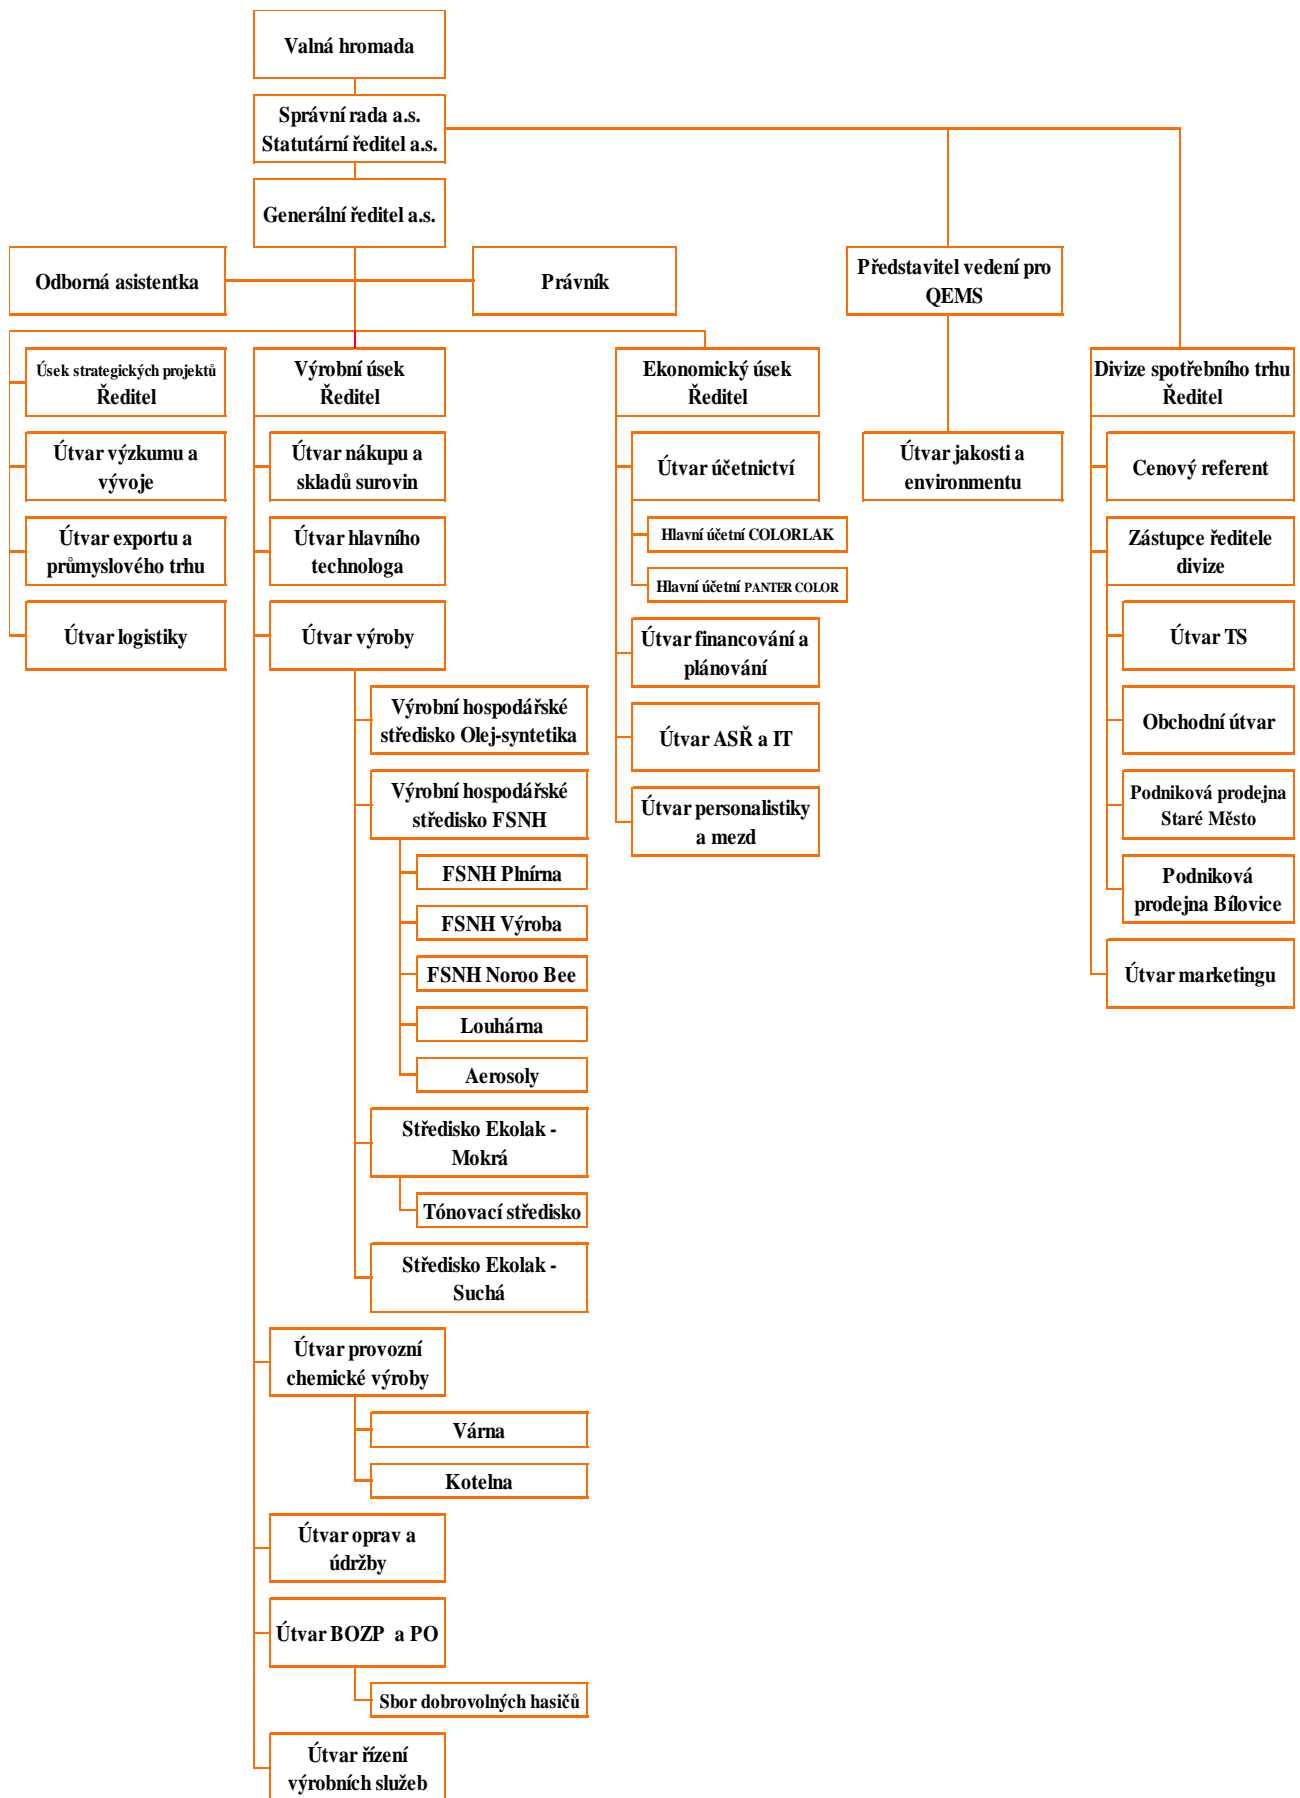 Valná hromada
Správní rada a.s.
Statutární ředitel a.s.
Generální ředitel a.s.
Odborná asistentka
Právník
Představitel vedení pro
QEMS
Úsek strategických projektů
Ředitel
Výrobní úsek
Ředitel
Ekonomický úsek
Ředitel
Divize spotřebního trhu
Ředitel
Útvar výzkumu a
vývoje
Útvar exportu a
průmyslového trhu
Útvar logistiky
Útvar nákupu a
skladů surovin
Útvar hlavního
technologa
Útvar výroby
Výrobní hospodářské
středisko Olej-syntetika
Výrobní hospodářské
středisko FSNH
FSNH Plnírna
FSNH Výroba
FSNH Noroo Bee
Louhárna
Aerosoly
Středisko Ekolak -
Mokrá
Tónovací středisko
Středisko Ekolak -
Suchá
Útvar provozní
chemické výroby
Várna
Kotelna
Útvar oprav a
údržby
Útvar BOZP  a PO
Sbor dobrovolných hasičů
Útvar řízení
výrobních služeb
Útvar účetnictví
Hlavní účetní COLORLAK
Hlavní účetní PANTER COLOR
Útvar financování a
plánování
Útvar ASŘ a IT
Útvar personalistiky
a mezd
Útvar jakosti a
environmentu
Cenový referent
Zástupce ředitele
divize
Útvar TS
Obchodní útvar
Podniková prodejna
Staré Město
Podniková
prodejna Bílovice
Útvar marketingu